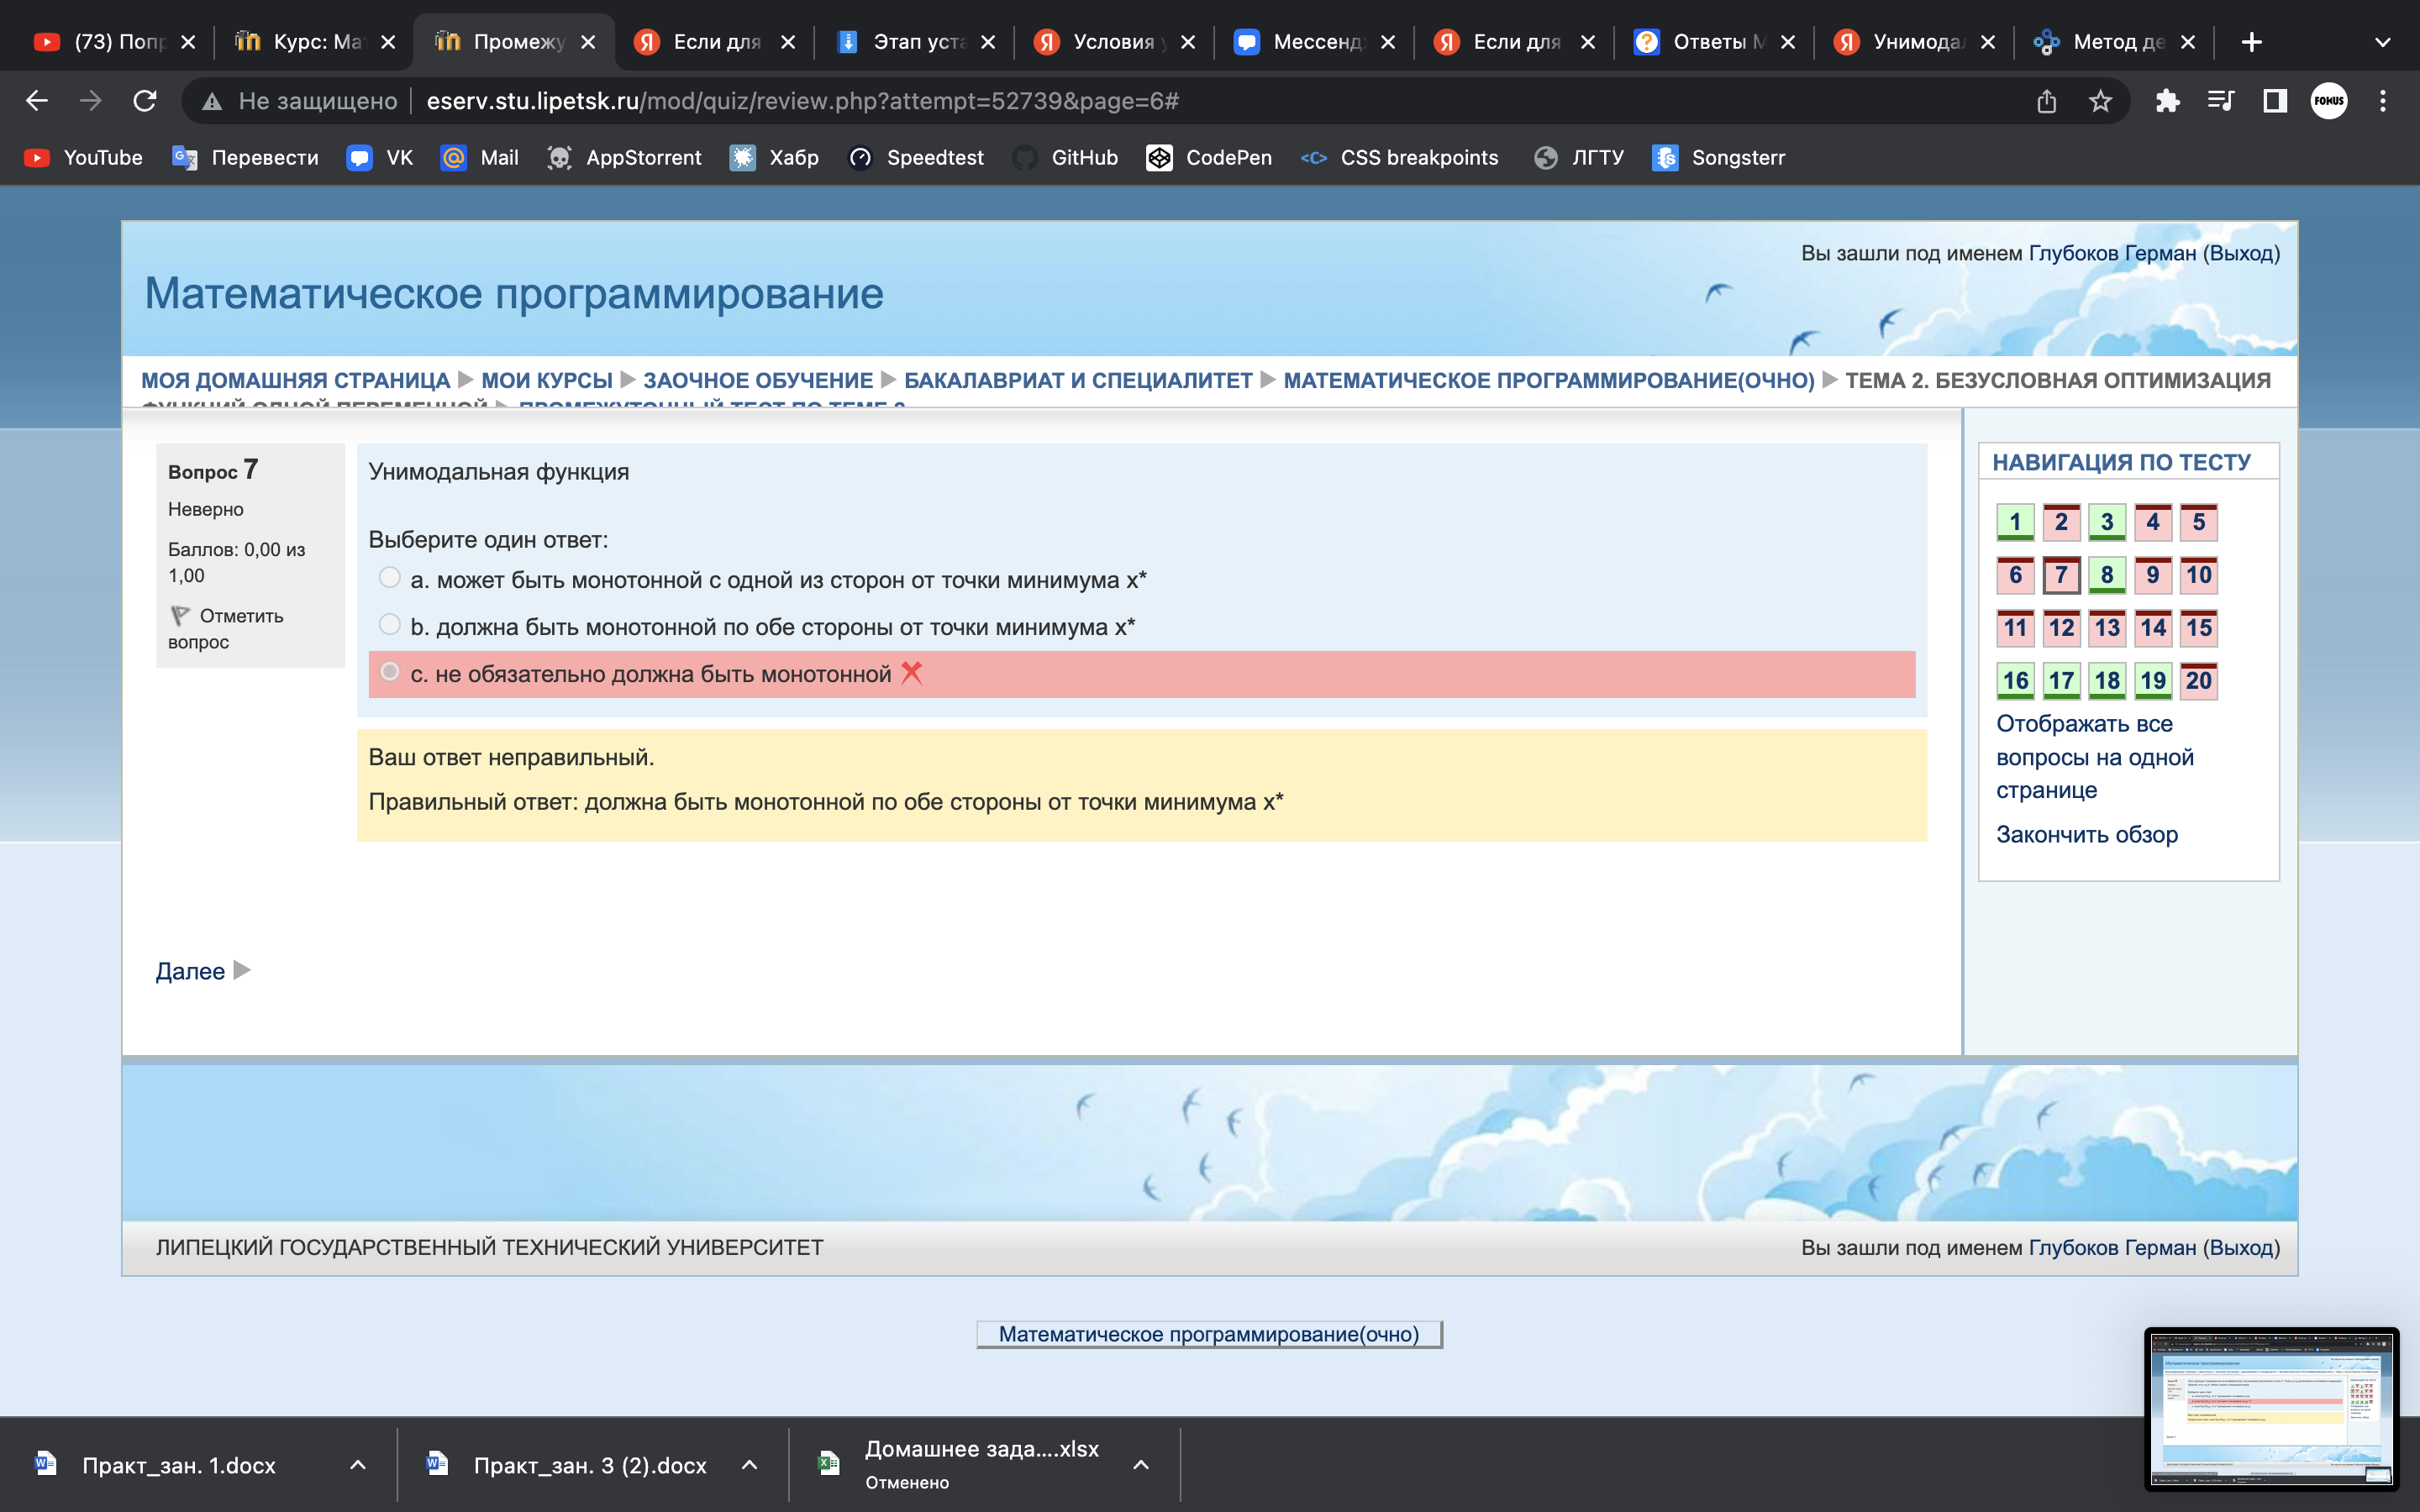 (73) Попр
Курс: Ма
Промежу
Если для
Этап уста
Условия у
Мессенд
Если для
Ответы М
Унимода
Метод де
Не защищено
eserv.stu.lipetsk.ru/mod/quiz/review.php?attempt=52739&page=6#
FOKUS
YouTube Перевести VK Mail AppStorrent Хабр Speedtest GitHub CodePen CSS breakpoints ЛГТУ Songsterr
Вы зашли под именем Глубоков Герман (Выход)
Математическое программирование
МОЯ ДОМАШНЯЯ СТРАНИЦА ▶ МОИ КУРСЫ ▶ ЗАОЧНОЕ ОБУЧЕНИЕ ▶ БАКАЛАВРИАТ И СПЕЦИАЛИТЕТ ▶ МАТЕМАТИЧЕСКОЕ ПРОГРАММИРОВАНИЕ(ОЧНО) ▶ ТЕМА 2. БЕЗУСЛОВНАЯ ОПТИМИЗАЦИЯ
ФУНКЦИЙ ОДНОЙ ПЕРЕМЕННОЙ ▶ ПРОМЕЖУТОЧНЫЙ ТЕСТ ПО ТЕМЕ 2
Вопрос 7
Неверно
Баллов: 0,00 из
1,00
Отметить
вопрос
Унимодальная функция
Выберите один ответ:
a. может быть монотонной с одной из сторон от точки минимума x*
b. должна быть монотонной по обе стороны от точки минимума x*
c. не обязательно должна быть монотонной
Ваш ответ неправильный.
Правильный ответ: должна быть монотонной по обе стороны от точки минимума x*
Далее ▶
НАВИГАЦИЯ ПО ТЕСТУ
1 2 3 4 5
6 7 8 9 10
11 12 13 14 15
16 17 18 19 20
Отображать все
вопросы на одной
странице
Закончить обзор
ЛИПЕЦКИЙ ГОСУДАРСТВЕННЫЙ ТЕХНИЧЕСКИЙ УНИВЕРСИТЕТ
Вы зашли под именем Глубоков Герман (Выход)
Математическое программирование(очно)
Практ_зан. 1.docx
Практ_зан. 3 (2).docx
Домашнее зада....xlsx
Отменено